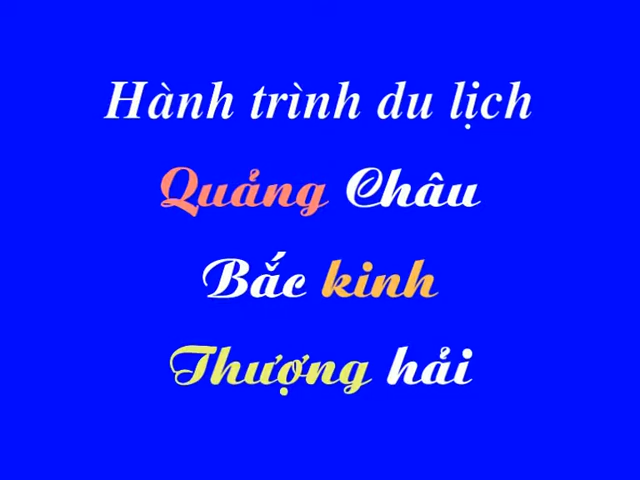 Hành trình du lịch
Quảng Châu
Bắc kinh
Thượng hải